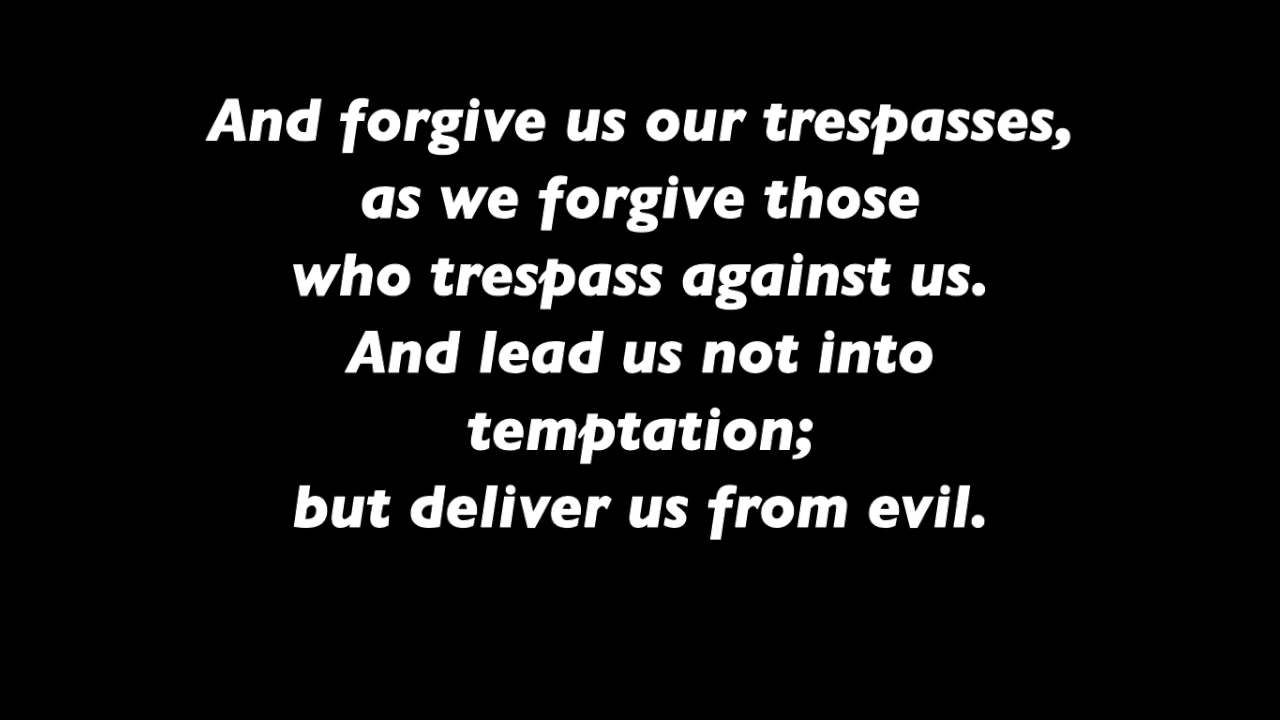 And forgive us our trespasses,
as we forgive those
who trespass against us.
And lead us not into
temptation;
but deliver us from evil.